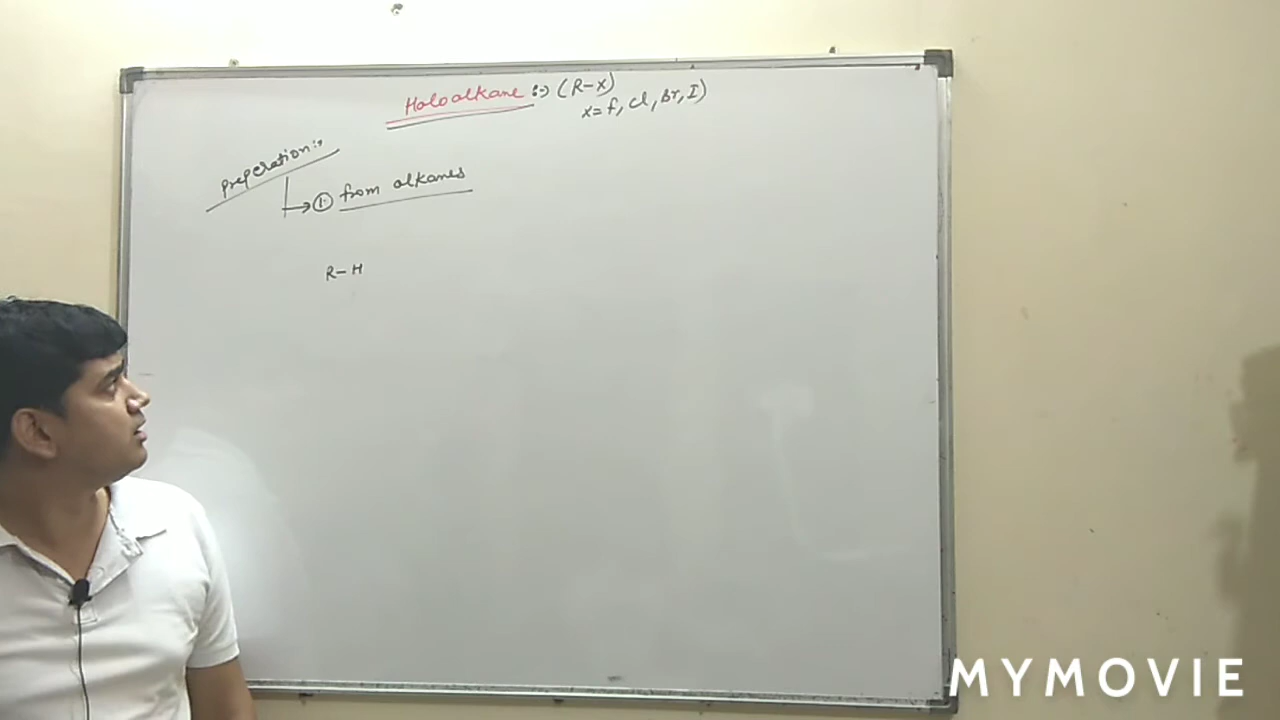 Haloalkane :-> (R-X)
x= f, Cl, Br, I)
preperation :->
→ ① from alkanes
R-H
MYMOVIE